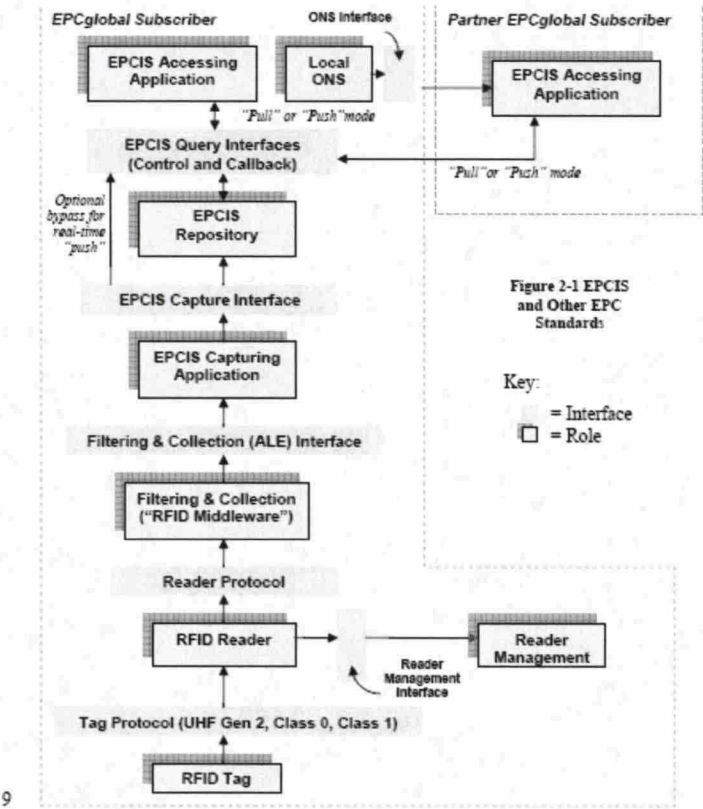 EPCglobal Subscriber
ONS Interface
Partner EPCglobal Subscriber
EPCIS Accessing
Application
Local
ONS
EPCIS Accessing
Application
"Pull" or "Push" mode
EPCIS Query Interfaces
(Control and Callback)
"Pull" or "Push" mode
Optional
bypass for
real-time
"push"
EPCIS
Repository
Figure 2-1 EPCIS
and Other EPC
Standards
EPCIS Capture Interface
EPCIS Capturing
Application
Key:
= Interface
= Role
Filtering & Collection (ALE) Interface
Filtering & Collection
("RFID Middleware")
Reader Protocol
RFID Reader
Reader
Management
Reader
Management
Interface
Tag Protocol (UHF Gen 2, Class 0, Class 1)
RFID Tag
9